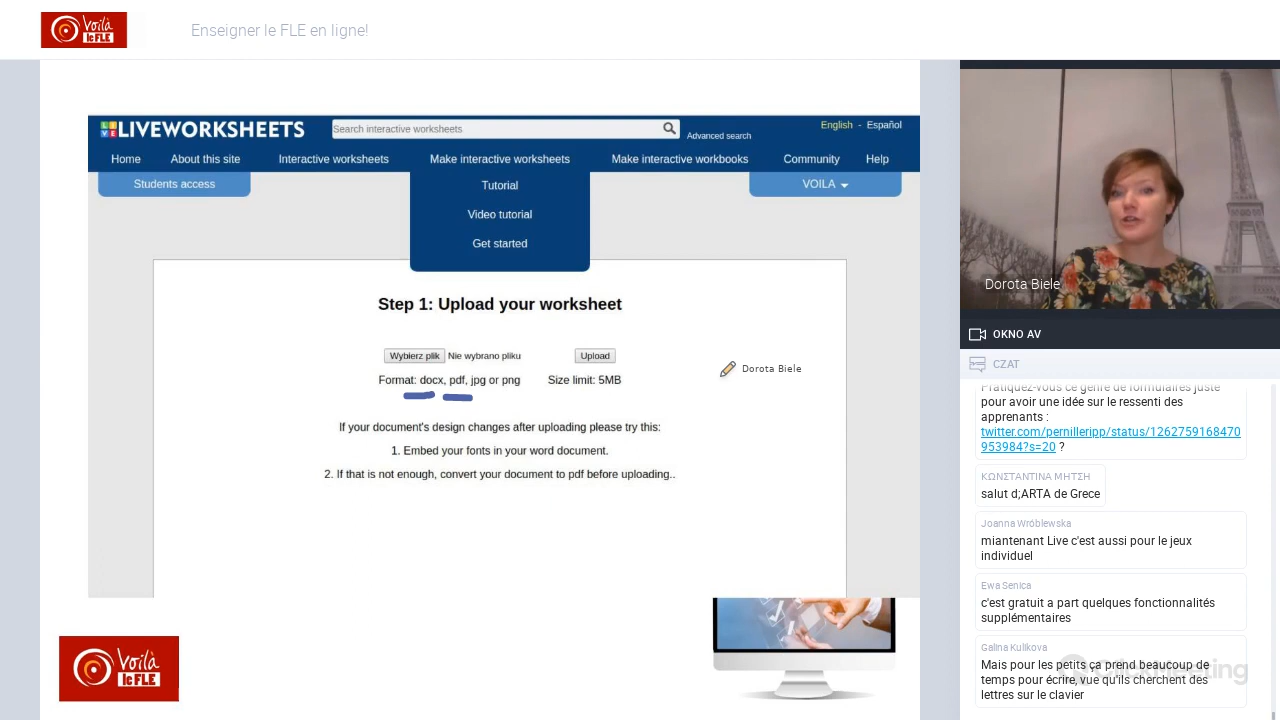 Voilà
le FLE
Enseigner le FLE en ligne!
LIVE LIVEWORKSHEETS
Search interactive worksheets
Advanced search
English - Español
Home About this site Interactive worksheets Make interactive worksheets Make interactive workbooks Community Help
Students access
Tutorial
VOILA
Video tutorial
Get started
Step 1: Upload your worksheet
Wybierz plik Nie wybrano pliku Upload
Format: docx, pdf, jpg or png Size limit: 5MB
Dorota Biele
If your document's design changes after uploading please try this:
1. Embed your fonts in your word document.
2. If that is not enough, convert your document to pdf before uploading..
Voilà
le FLE
Dorota Biele
OKNO AV
CZAT
Pratiquez-vous ce genre de formulaires juste
pour avoir une idée sur le ressenti des
apprenants :
twitter.com/pernilleripp/status/1262759168470
953984?s=20 ?
ΚΩΝΣΤΑΝΤΙΝΑ ΜΗΤΣΗ
salut d;ARTA de Grece
Joanna Wróblewska
miantenant Live c'est aussi pour le jeux
individuel
Ewa Senica
c'est gratuit a part quelques fonctionnalités
supplémentaires
Galina Kulikova
Mais pour les petits ça prend beaucoup de
temps pour écrire, vue qu'ils cherchent des
lettres sur le clavier
ClickMeeting